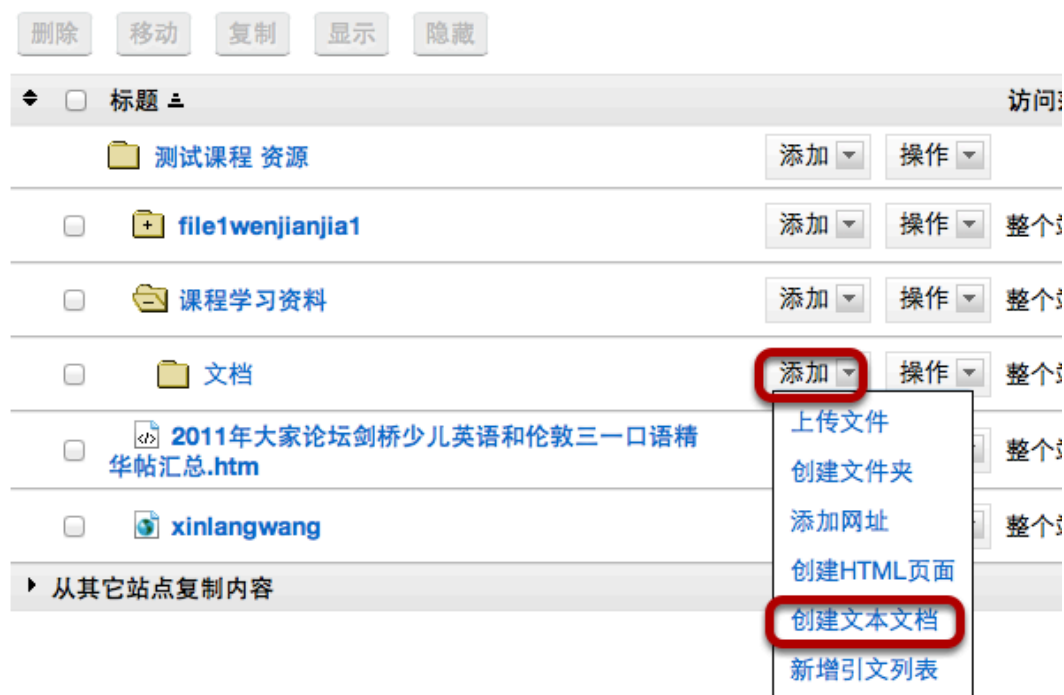 删除 移动 复制 显示 隐藏
标题 访问
测试课程 资源 添加 操作
file1wenjianjia1 添加 操作 整个
课程学习资料 添加 操作 整个
文档 添加 操作 整个
上传文件
2011年大家论坛剑桥少儿英语和伦敦三一口语精
华帖汇总.htm 整个
创建文件夹
添加网址
xinlangwang 整个
创建HTML页面
从其它站点复制内容
创建文本文档
新增引文列表